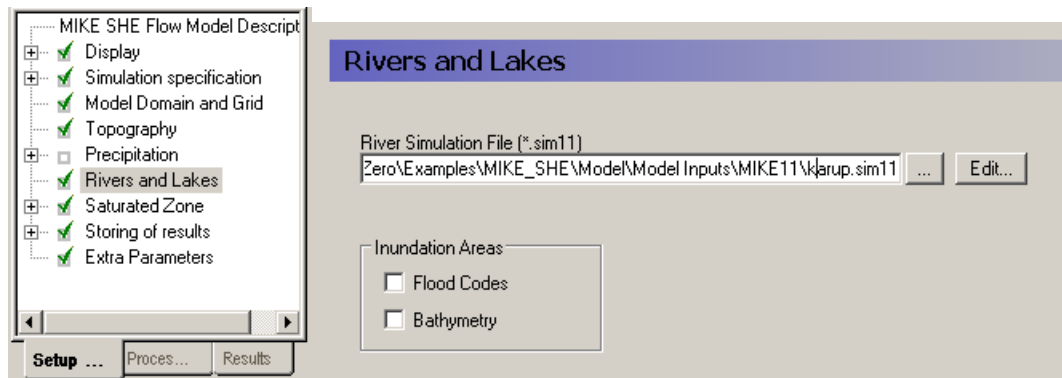 MIKE SHE Flow Model Descript
Display
Simulation specification
Model Domain and Grid
Topography
Precipitation
Rivers and Lakes
Saturated Zone
Storing of results
Extra Parameters
Setup ...
Proces...
Results
Rivers and Lakes
River Simulation File (*.sim11)
Zero\Examples\MIKE_SHE\Model\Model Inputs\MIKE11\karup.sim11
...
Edit...
Inundation Areas
Flood Codes
Bathymetry